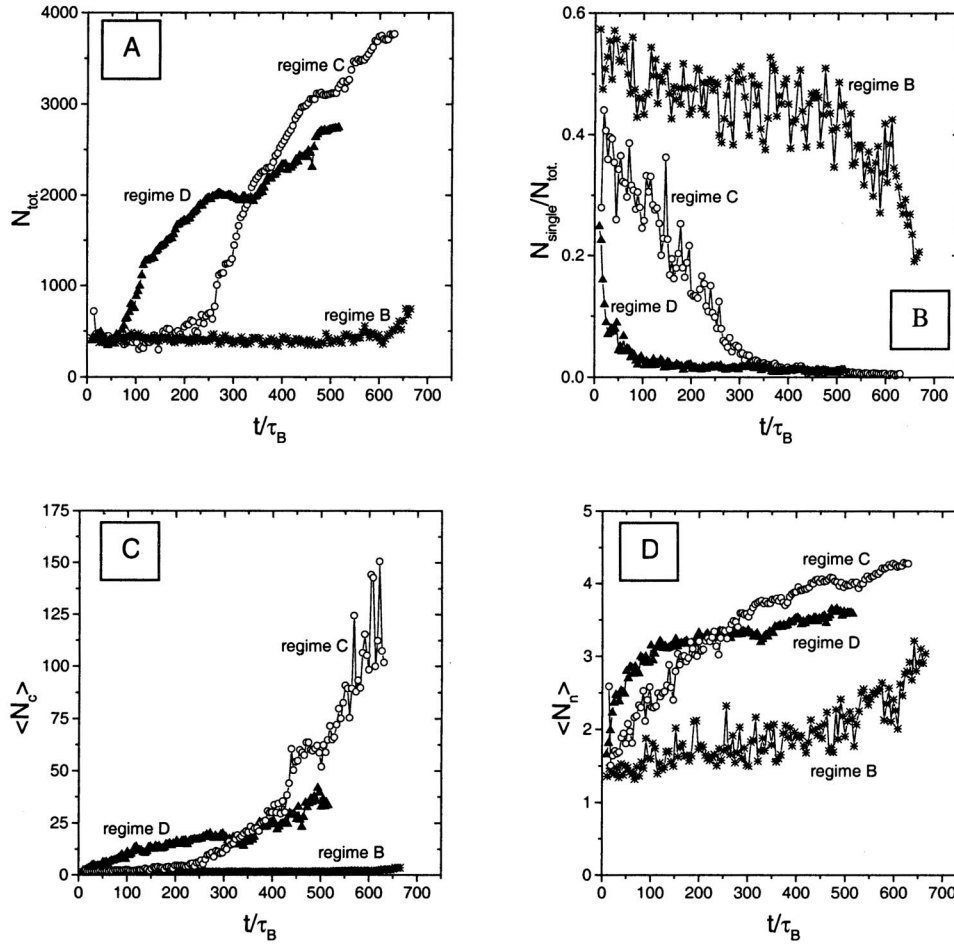 A
4000
3000
2000
1000
0
N_tot.
regime C
regime D
regime B
0 100 200 300 400 500 600 700
t/τ_B
B
0.6
0.4
0.2
0.0
N_single/N_tot.
regime B
regime C
regime D
0 100 200 300 400 500 600 700
t/τ_B
C
175
150
125
100
75
50
25
0
<N_c>
regime C
regime D
regime B
0 100 200 300 400 500 600 700
t/τ_B
D
5
4
3
2
1
0
<N_n>
regime C
regime D
regime B
0 100 200 300 400 500 600 700
t/τ_B